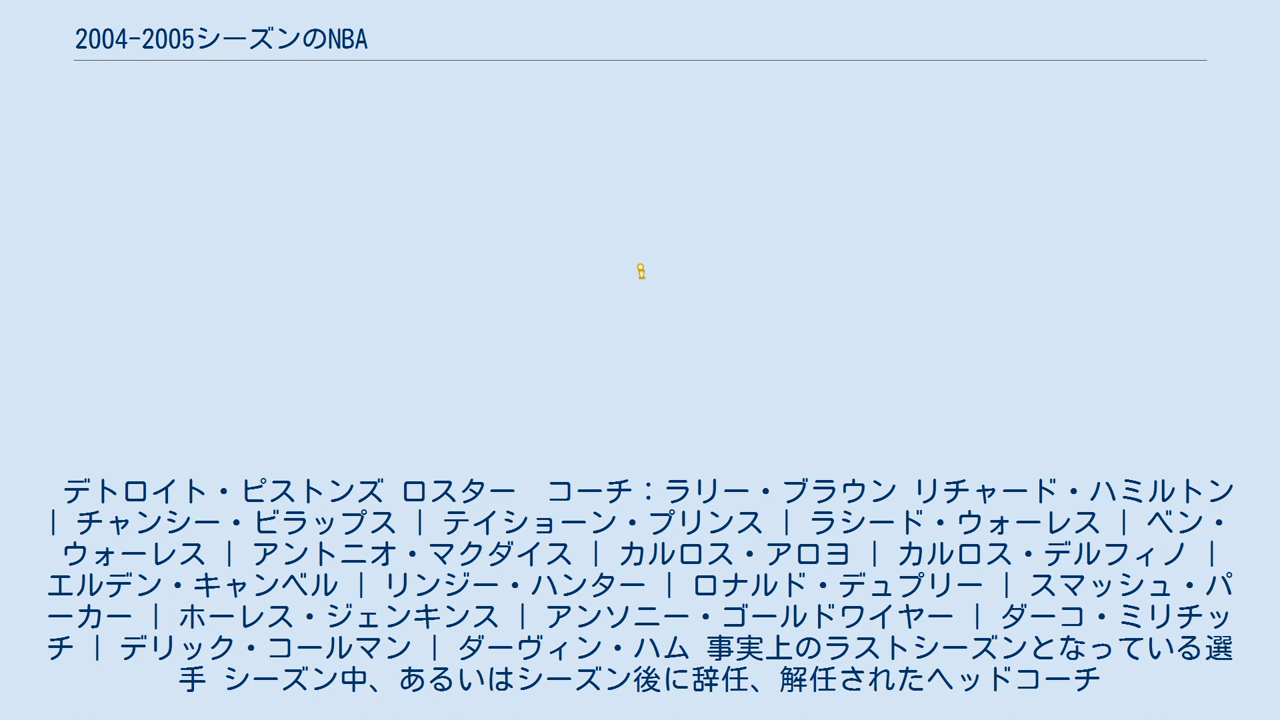 2004-2005シーズンのNBA
デトロイト・ピストンズ ロスター　コーチ：ラリー・ブラウン リチャード・ハミルトン
| チャンシー・ビラップス | テイショーン・プリンス | ラシード・ウォーレス | ベン・
ウォーレス | アントニオ・マクダイス | カルロス・アロヨ | カルロス・デルフィノ |
エルデン・キャンベル | リンジー・ハンター | ロナルド・デュプリー | スマッシュ・パ
ーカー | ホーレス・ジェンキンス | アンソニー・ゴールドワイヤー | ダーコ・ミリチッ
チ | デリック・コールマン | ダーヴィン・ハム 事実上のラストシーズンとなっている選
手 シーズン中、あるいはシーズン後に辞任、解任されたヘッドコーチ